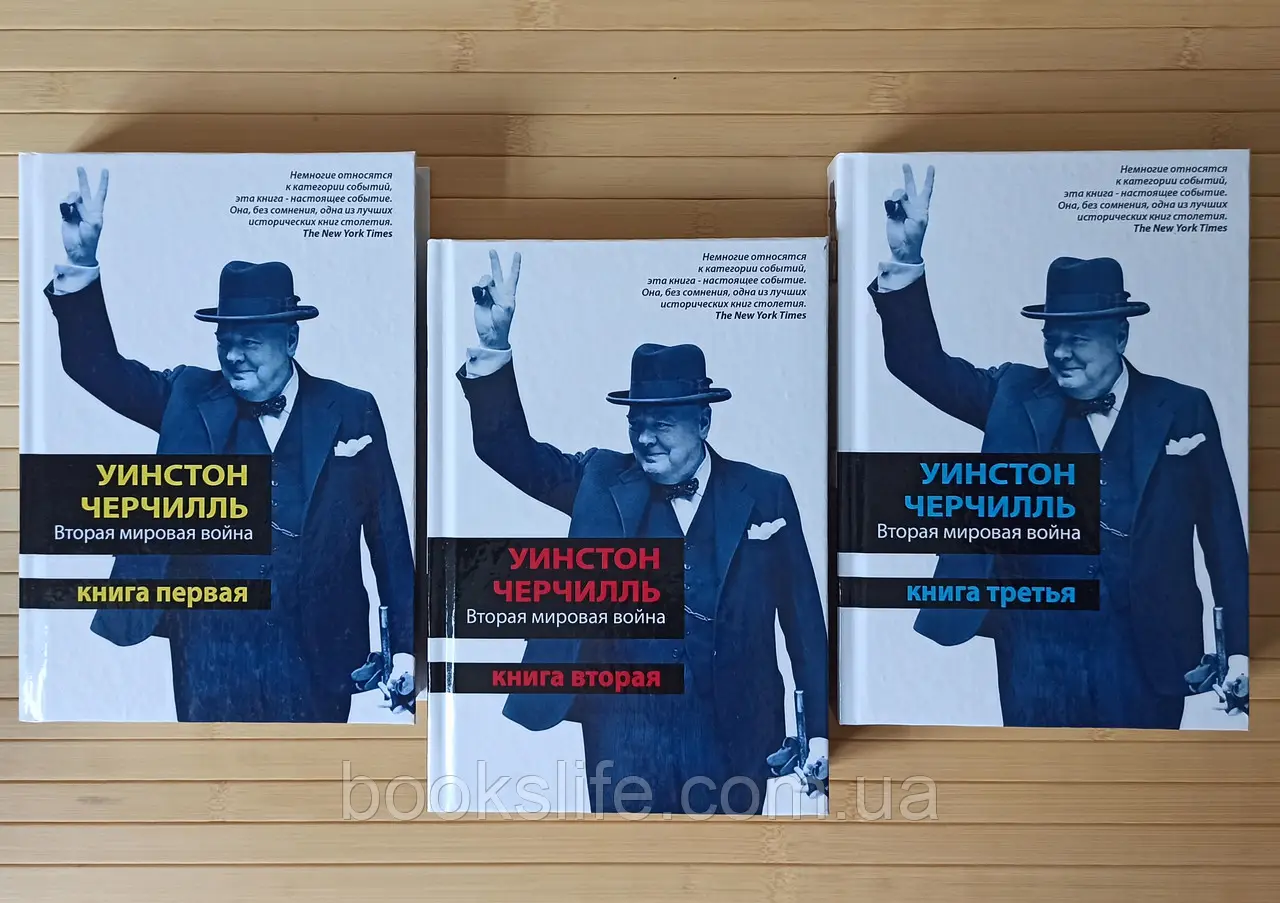 Немногие относятся
к категории событий,
эта книга - настоящее событие.
Она, без сомнения, одна из лучших
исторических книг столетия.
The New York Times
УИНСТОН
ЧЕРЧИЛЛЬ
Вторая мировая война
книга первая
Немногие относятся
к категории событий,
эта книга - настоящее событие.
Она, без сомнения, одна из лучших
исторических книг столетия.
The New York Times
УИНСТОН
ЧЕРЧИЛЛЬ
Вторая мировая война
книга вторая
Немногие относятся
к категории событий,
эта книга - настоящее событие.
Она, без сомнения, одна из лучших
исторических книг столетия.
The New York Times
УИНСТОН
ЧЕРЧИЛЛЬ
Вторая мировая война
книга третья
bookslife.com.ua